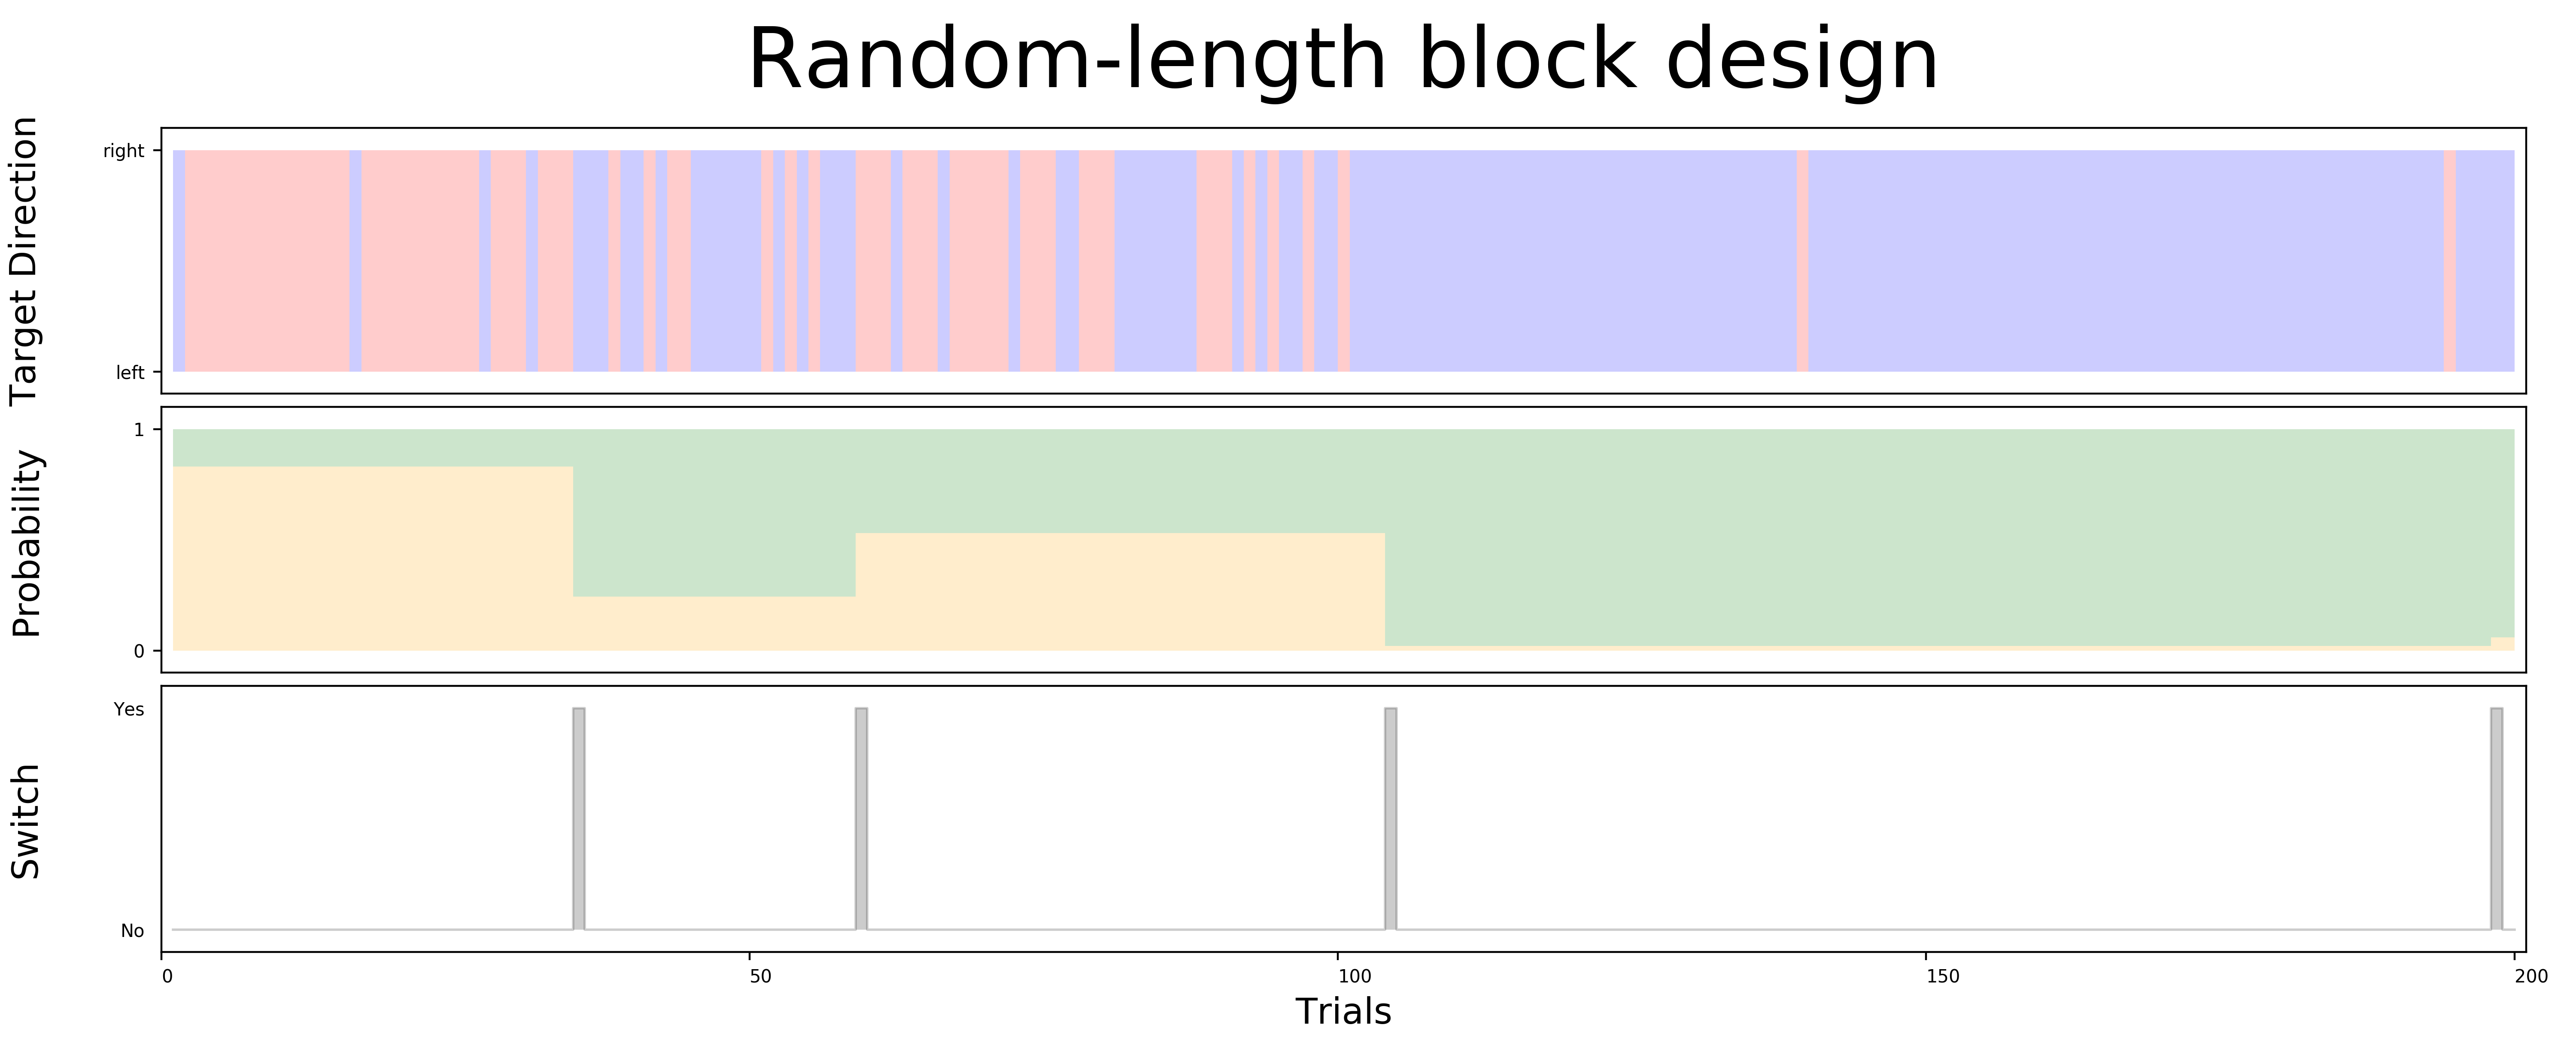 Random-length block design
Target Direction
right
left
Probability
1
0
Switch
Yes
No
0 50 100 150 200
Trials